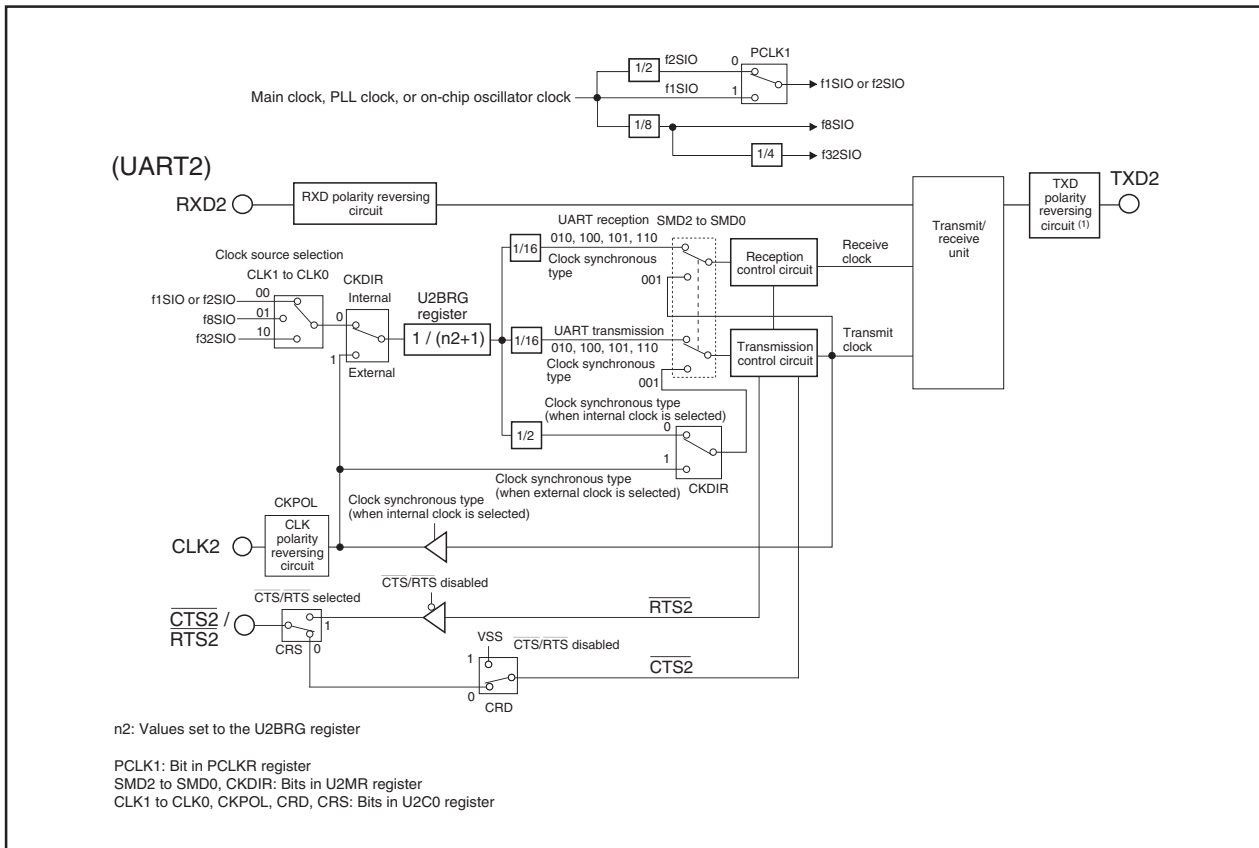 PCLK1
f2SIO
0
1/2
f1SIO or f2SIO
Main clock, PLL clock, or on-chip oscillator clock
f1SIO
1
1/8
f8SIO
1/4
f32SIO
(UART2)
RXD2
RXD polarity reversing
circuit
TXD
polarity
reversing
circuit (1)
TXD2
Transmit/
receive
unit
UART reception
SMD2 to SMD0
1/16
010, 100, 101, 110
Clock synchronous
type
001
Reception
control circuit
Receive
clock
Clock source selection
CLK1 to CLK0
00
f1SIO or f2SIO
01
f8SIO
10
f32SIO
CKDIR
Internal
0
1
External
U2BRG
register
1 / (n2+1)
UART transmission
1/16
010, 100, 101, 110
Clock synchronous
type
001
Transmission
control circuit
Transmit
clock
Clock synchronous type
(when internal clock is selected)
1/2
0
1
CKDIR
Clock synchronous type
(when external clock is selected)
Clock synchronous type
(when internal clock is selected)
CKPOL
CLK2
CLK
polarity
reversing
circuit
CTS/RTS disabled
CTS/RTS selected
CTS2 /
RTS2
1
0
CRS
RTS2
VSS
CTS/RTS disabled
1
0
CRD
CTS2
n2: Values set to the U2BRG register
PCLK1: Bit in PCLKR register
SMD2 to SMD0, CKDIR: Bits in U2MR register
CLK1 to CLK0, CKPOL, CRD, CRS: Bits in U2C0 register